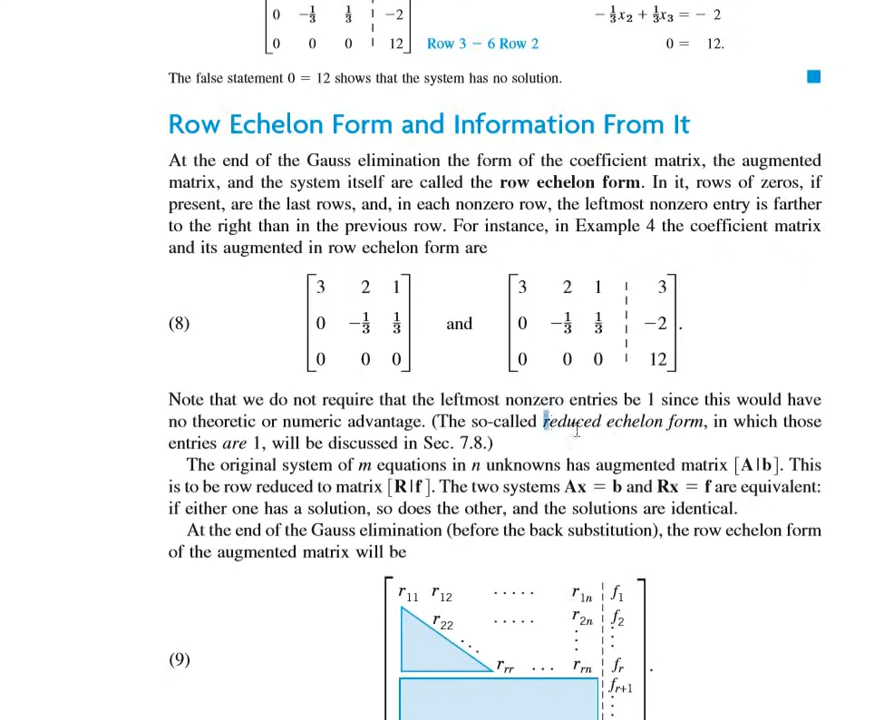 0 −1/3 1/3 | −2 −1/3x2 + 1/3x3 = − 2
0 0 0 | 12 Row 3 − 6 Row 2 0 = 12.
The false statement 0 = 12 shows that the system has no solution.
Row Echelon Form and Information From It
At the end of the Gauss elimination the form of the coefficient matrix, the augmented
matrix, and the system itself are called the row echelon form. In it, rows of zeros, if
present, are the last rows, and, in each nonzero row, the leftmost nonzero entry is farther
to the right than in the previous row. For instance, in Example 4 the coefficient matrix
and its augmented in row echelon form are
3 2 1 3 2 1 | 3
(8) 0 −1/3 1/3 and 0 −1/3 1/3 | −2 .
0 0 0 0 0 0 | 12
Note that we do not require that the leftmost nonzero entries be 1 since this would have
no theoretic or numeric advantage. (The so-called reduced echelon form, in which those
entries are 1, will be discussed in Sec. 7.8.)
The original system of m equations in n unknowns has augmented matrix [A|b]. This
is to be row reduced to matrix [R|f]. The two systems Ax = b and Rx = f are equivalent:
if either one has a solution, so does the other, and the solutions are identical.
At the end of the Gauss elimination (before the back substitution), the row echelon form
of the augmented matrix will be
r11 r12 ..... r1n | f1
r22 ..... r2n | f2
⋱ ⋮ ⋮
(9) rrr ... rrn | fr .
fr+1
⋮